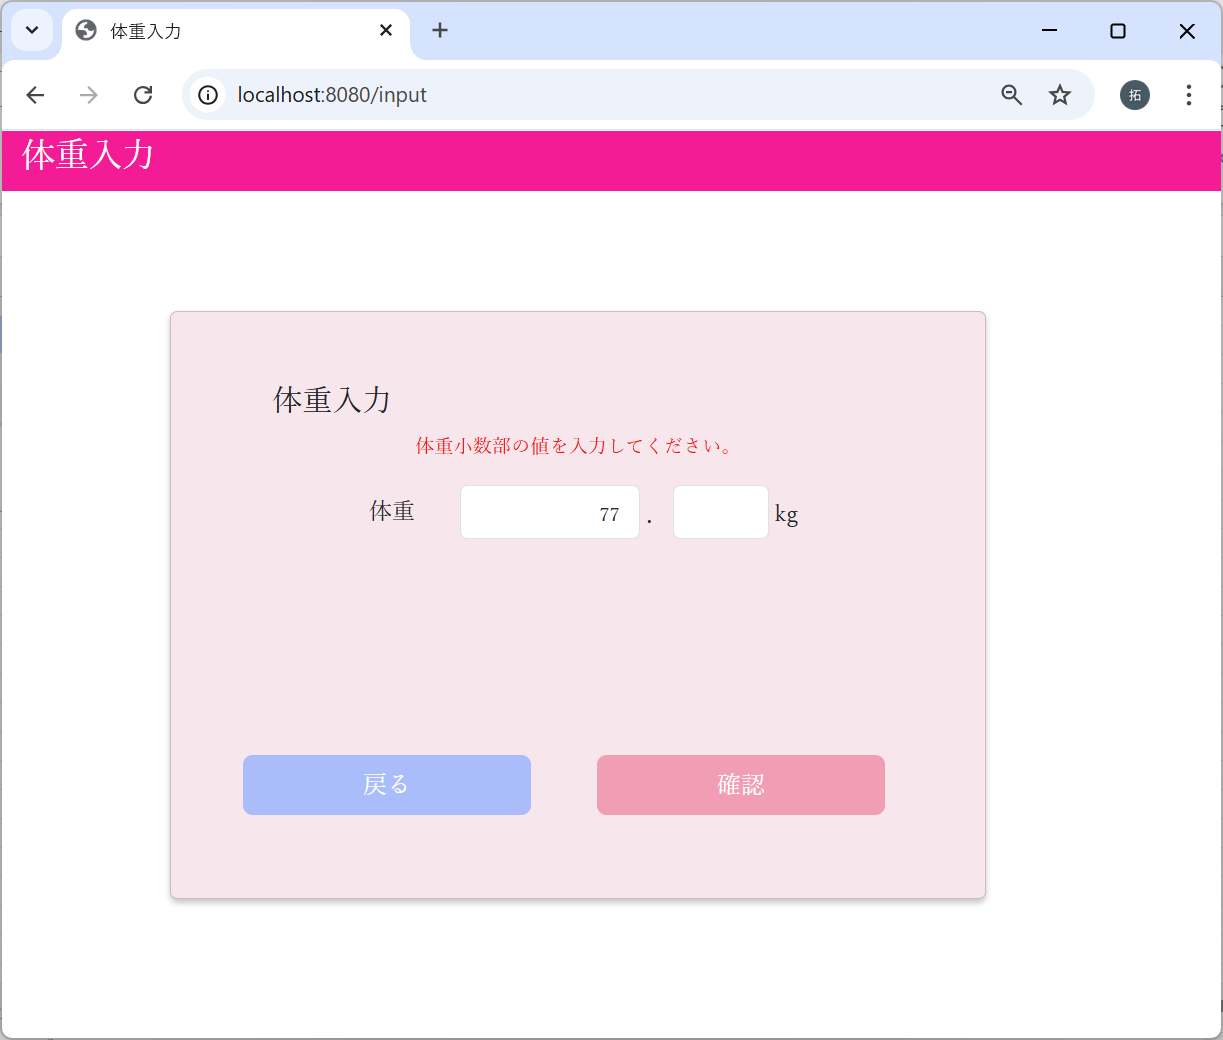 体重入力
localhost:8080/input
拓
体重入力
体重入力
体重小数部の値を入力してください。
体重 77 . kg
戻る 確認